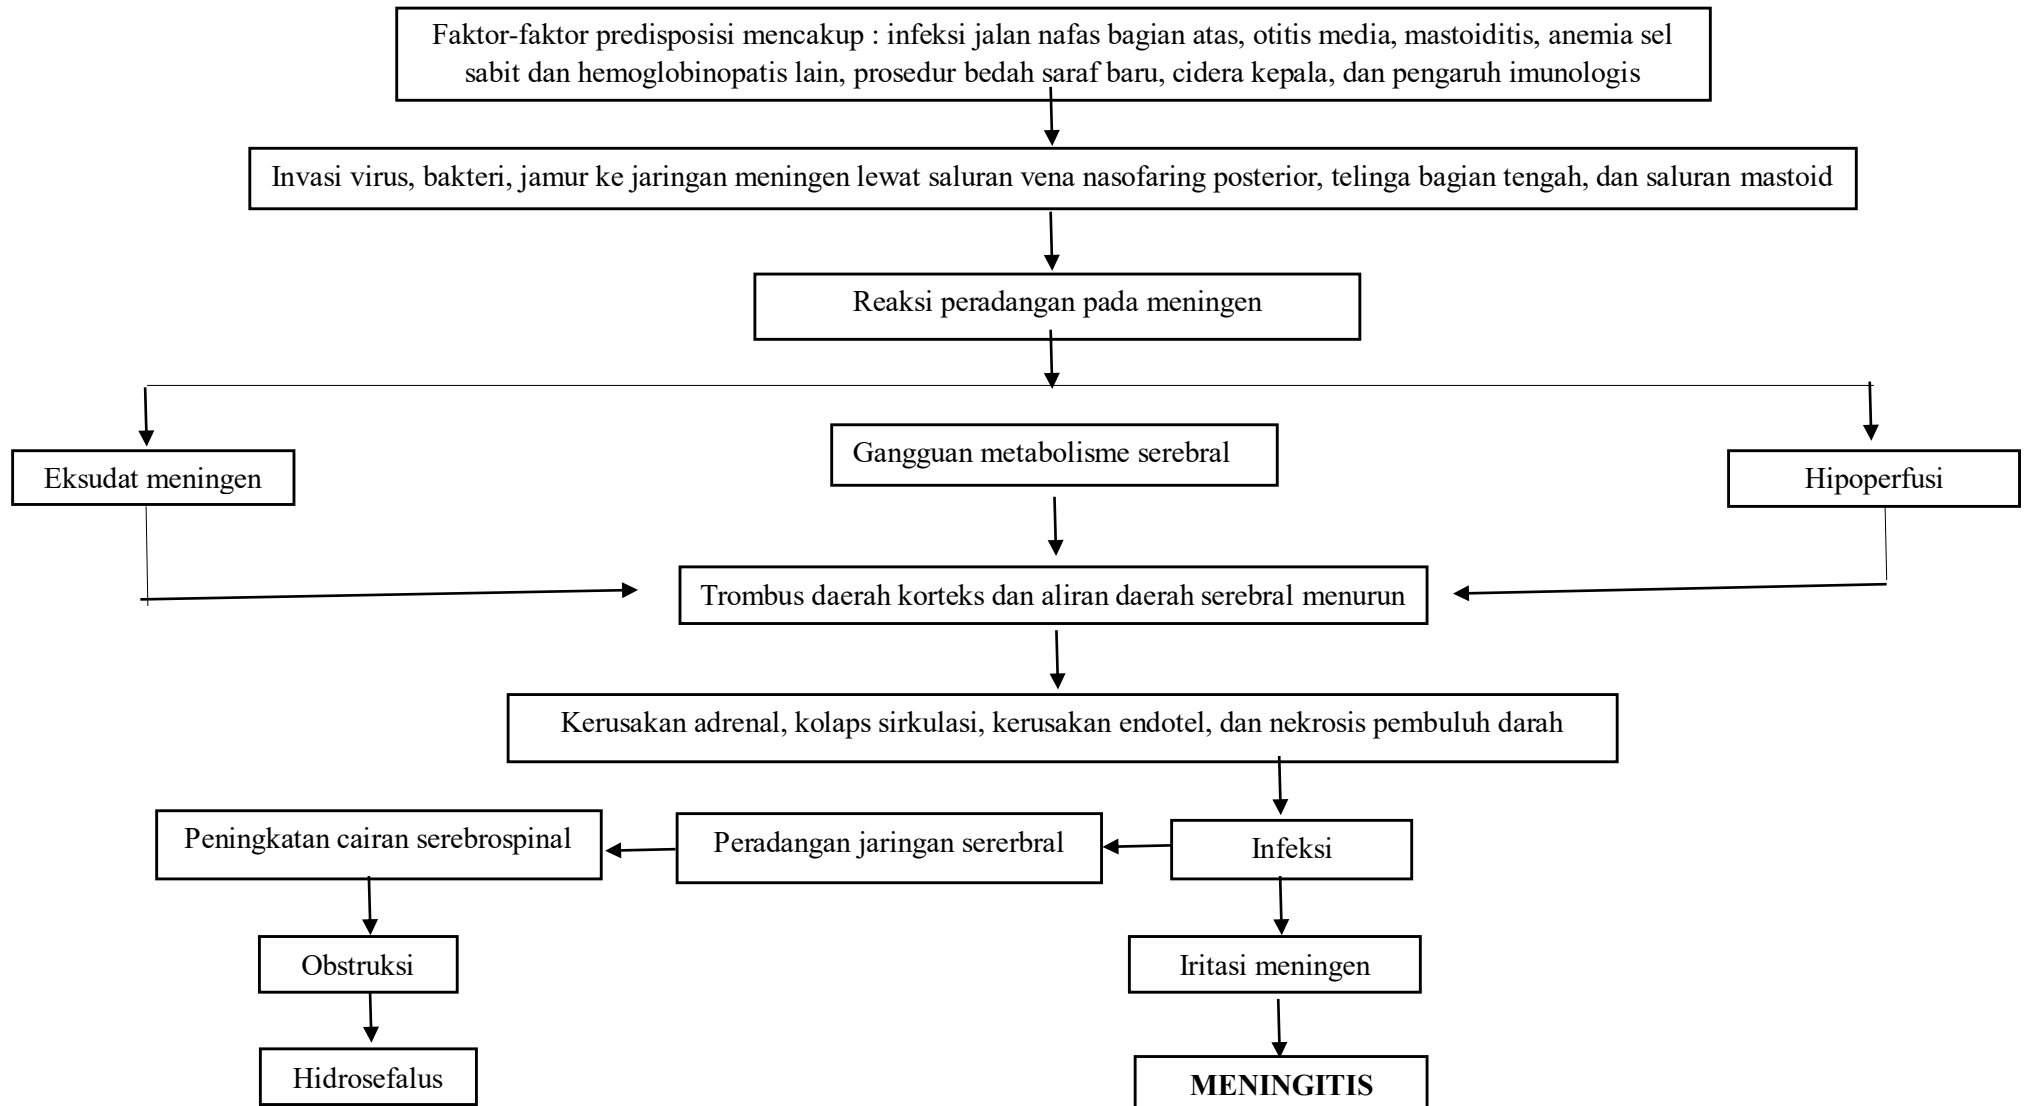 Faktor-faktor predisposisi mencakup : infeksi jalan nafas bagian atas, otitis media, mastoiditis, anemia sel
sabit dan hemoglobinopatis lain, prosedur bedah saraf baru, cidera kepala, dan pengaruh imunologis
Invasi virus, bakteri, jamur ke jaringan meningen lewat saluran vena nasofaring posterior, telinga bagian tengah, dan saluran mastoid
Reaksi peradangan pada meningen
Eksudat meningen
Gangguan metabolisme serebral
Hipoperfusi
Trombus daerah korteks dan aliran daerah serebral menurun
Kerusakan adrenal, kolaps sirkulasi, kerusakan endotel, dan nekrosis pembuluh darah
Peningkatan cairan serebrospinal
Peradangan jaringan sererbral
Infeksi
Obstruksi
Iritasi meningen
Hidrosefalus
MENINGITIS